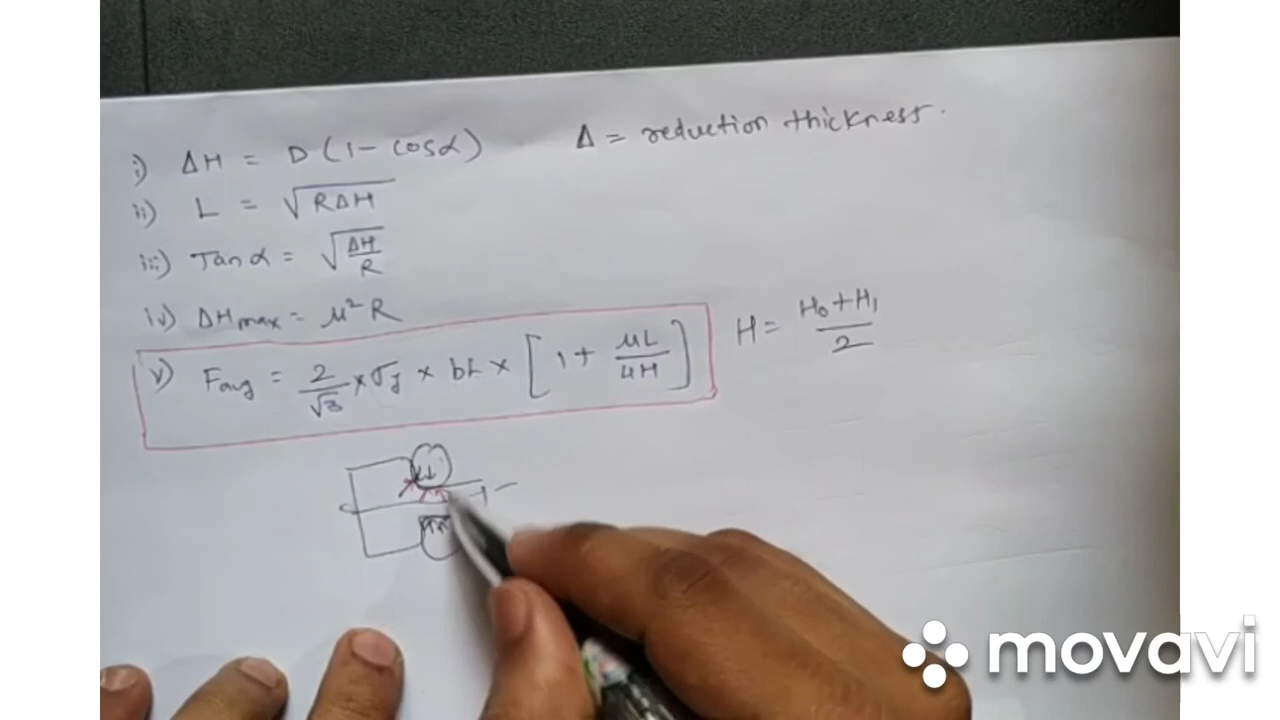 i) ΔH = D(1-cosα) Δ = reduction thickness.
ii) L = √RΔH
iii) Tanα = √ΔH/R
iv) ΔHmax = μ²R
v) Favg = 2/√3 × σy × bL × [1 + μL/4H] H = H₀+H₁/2
movavi